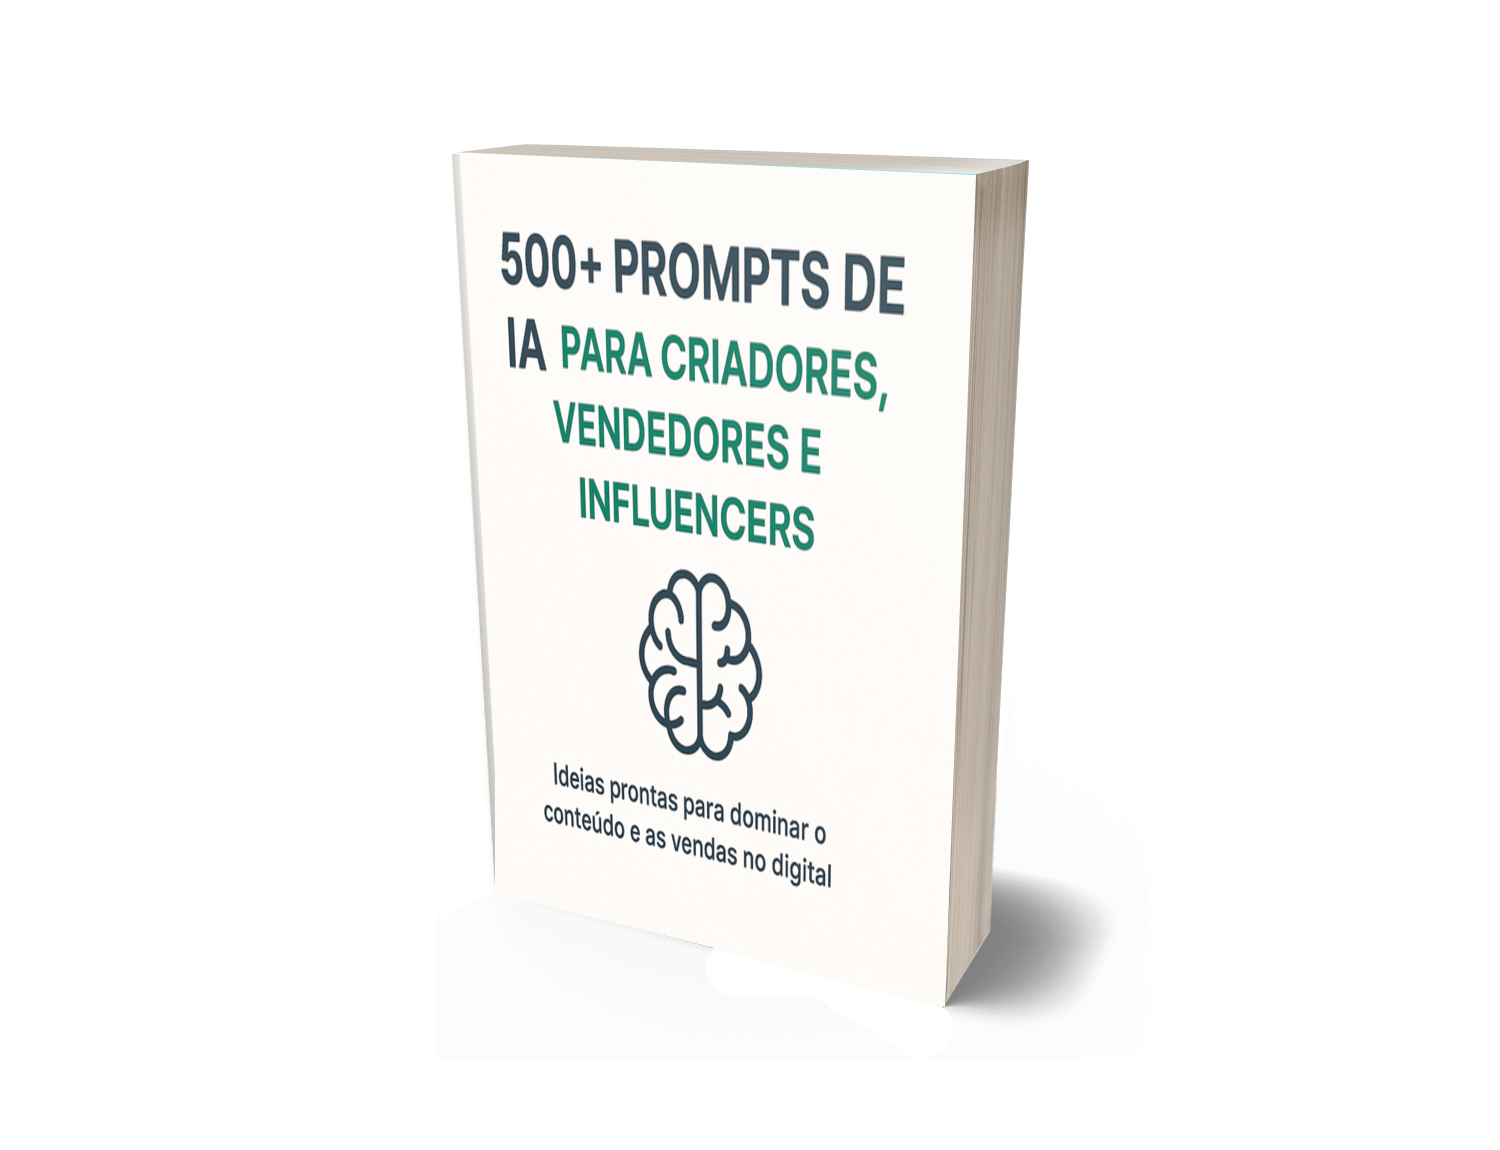 500+ PROMPTS DE
IA PARA CRIADORES,
VENDEDORES E
INFLUENCERS
Ideias prontas para dominar o
conteúdo e as vendas no digital